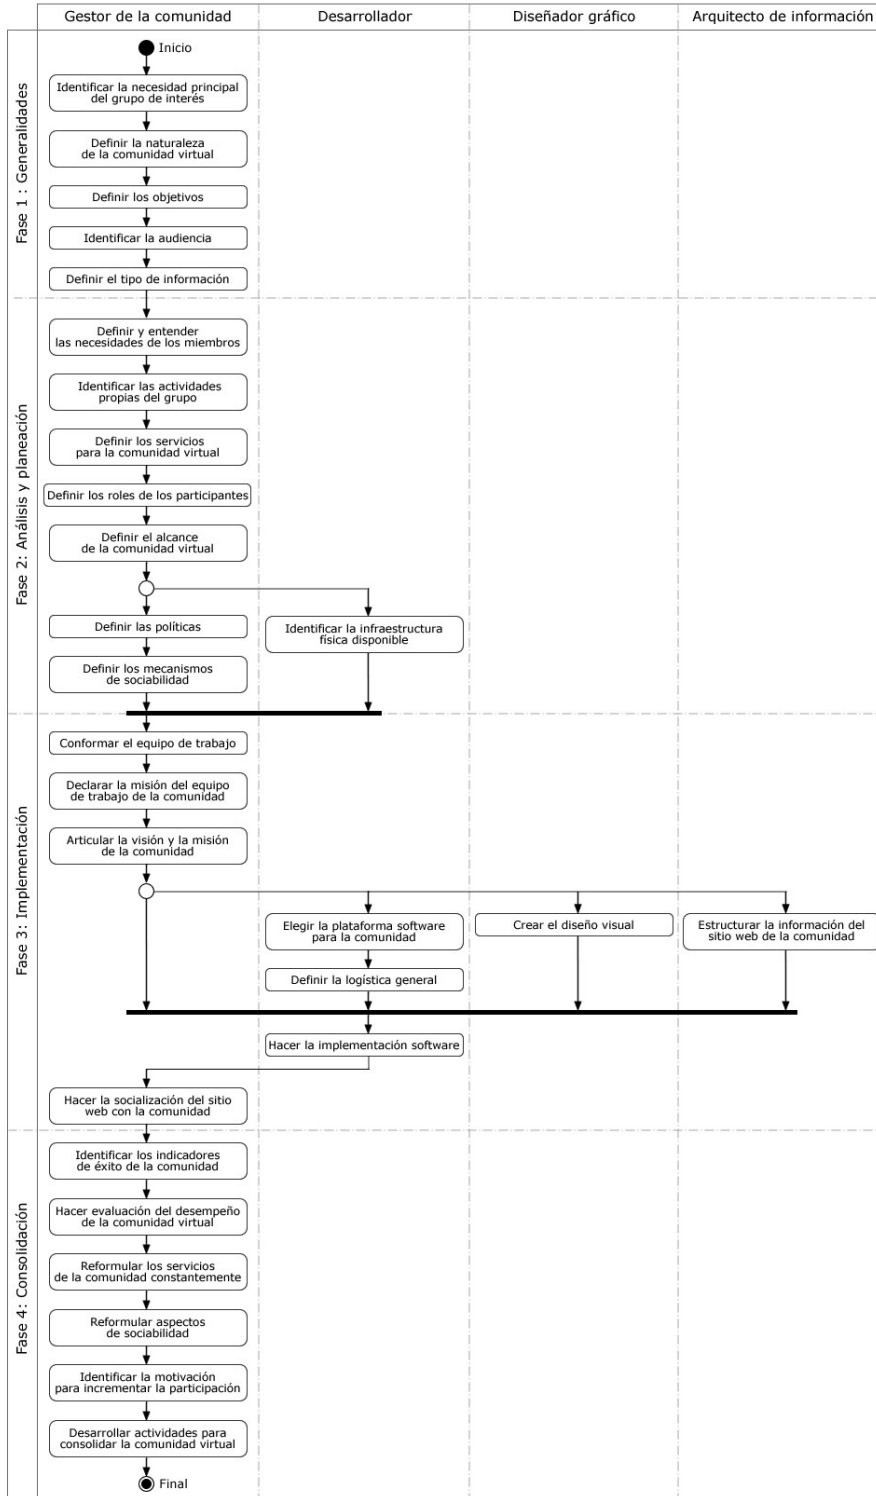 Gestor de la comunidad
Desarrollador
Diseñador gráfico
Arquitecto de información
Fase 1 : Generalidades
Inicio
Identificar la necesidad principal
del grupo de interés
Definir la naturaleza
de la comunidad virtual
Definir los objetivos
Identificar la audiencia
Definir el tipo de información
Fase 2: Análisis y planeación
Definir y entender
las necesidades de los miembros
Identificar las actividades
propias del grupo
Definir los servicios
para la comunidad virtual
Definir los roles de los participantes
Definir el alcance
de la comunidad virtual
Definir las políticas
Identificar la infraestructura
física disponible
Definir los mecanismos
de sociabilidad
Fase 3: Implementación
Conformar el equipo de trabajo
Declarar la misión del equipo
de trabajo de la comunidad
Articular la visión y la misión
de la comunidad
Elegir la plataforma software
para la comunidad
Crear el diseño visual
Estructurar la información del
sitio web de la comunidad
Definir la logística general
Hacer la implementación software
Hacer la socialización del sitio
web con la comunidad
Fase 4: Consolidación
Identificar los indicadores
de éxito de la comunidad
Hacer evaluación del desempeño
de la comunidad virtual
Reformular los servicios
de la comunidad constantemente
Reformular aspectos
de sociabilidad
Identificar la motivación
para incrementar la participación
Desarrollar actividades para
consolidar la comunidad virtual
Final